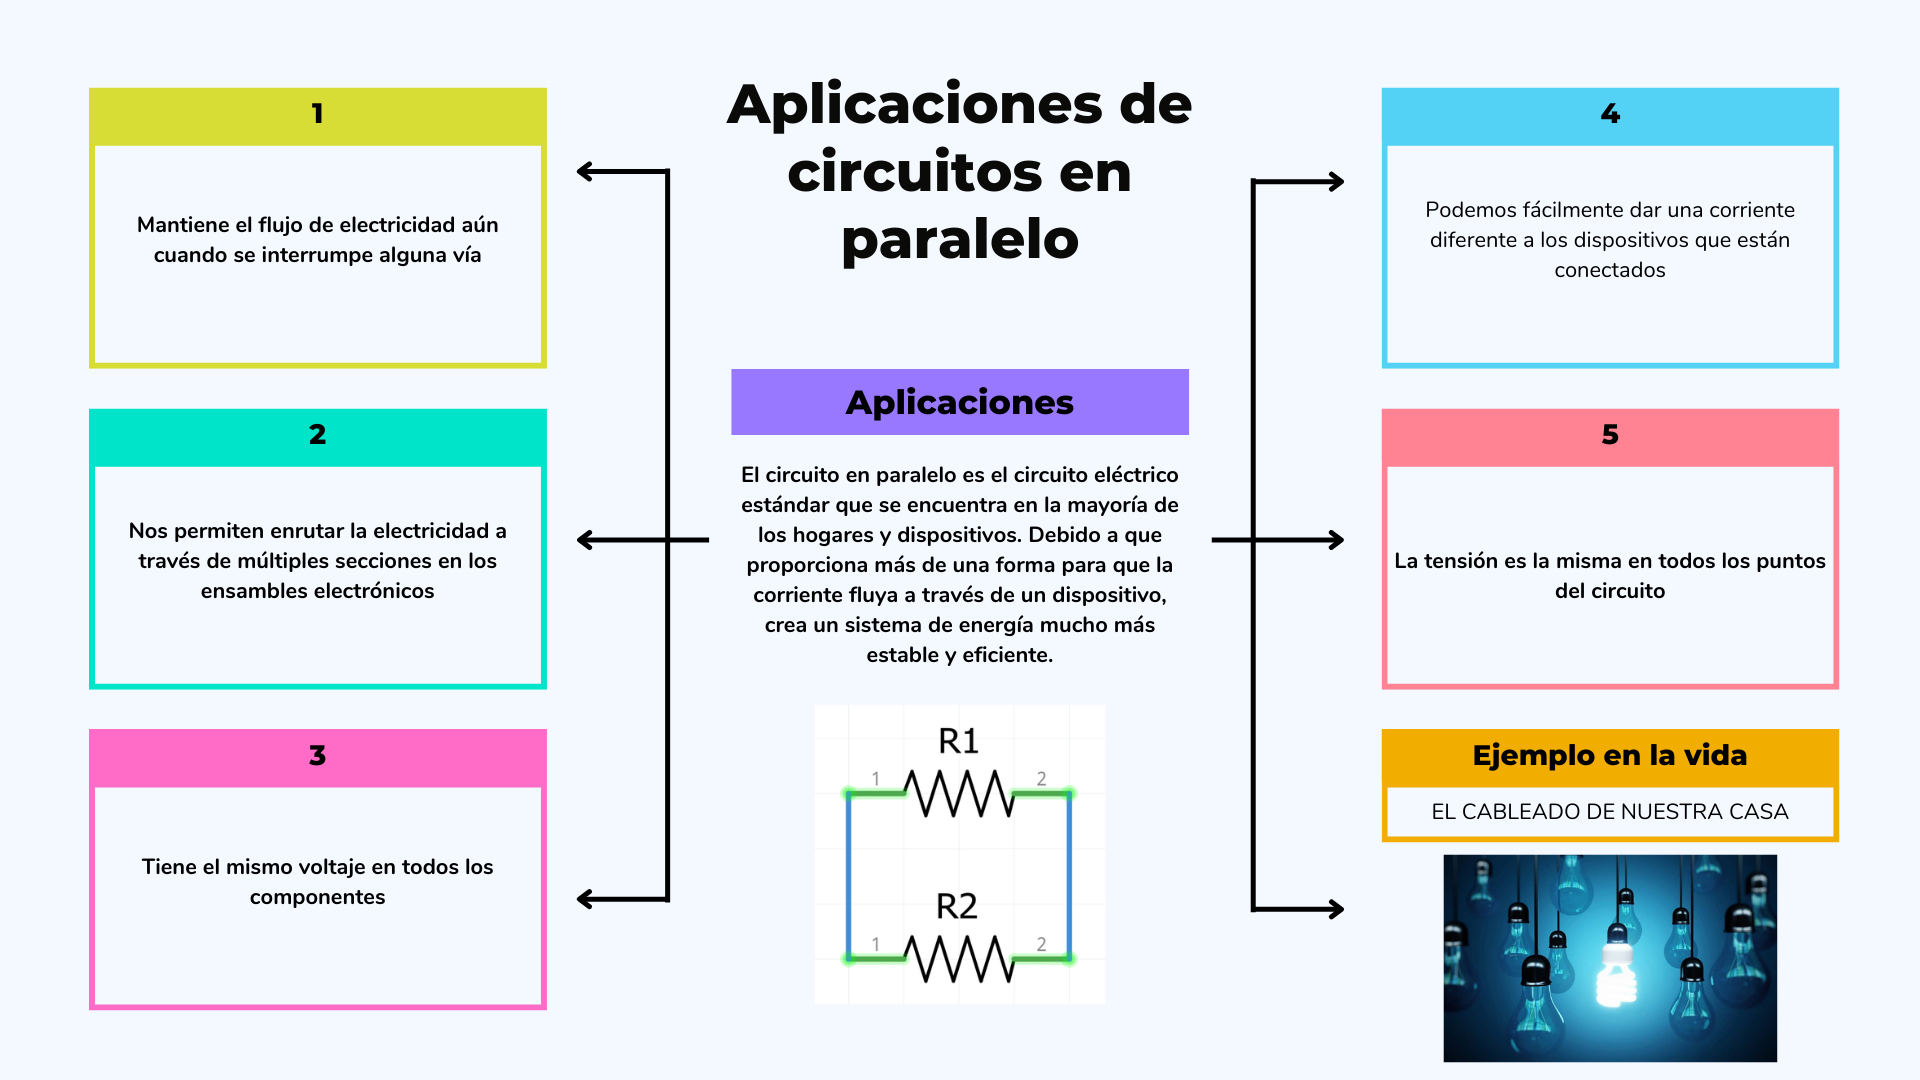 Aplicaciones de
circuitos en
paralelo
1
Mantiene el flujo de electricidad aún
cuando se interrumpe alguna vía
2
Nos permiten enrutar la electricidad a
través de múltiples secciones en los
ensambles electrónicos
3
Tiene el mismo voltaje en todos los
componentes
Aplicaciones
El circuito en paralelo es el circuito eléctrico
estándar que se encuentra en la mayoría de
los hogares y dispositivos. Debido a que
proporciona más de una forma para que la
corriente fluya a través de un dispositivo,
crea un sistema de energía mucho más
estable y eficiente.
R1
1 2
R2
1 2
4
Podemos fácilmente dar una corriente
diferente a los dispositivos que están
conectados
5
La tensión es la misma en todos los puntos
del circuito
Ejemplo en la vida
EL CABLEADO DE NUESTRA CASA